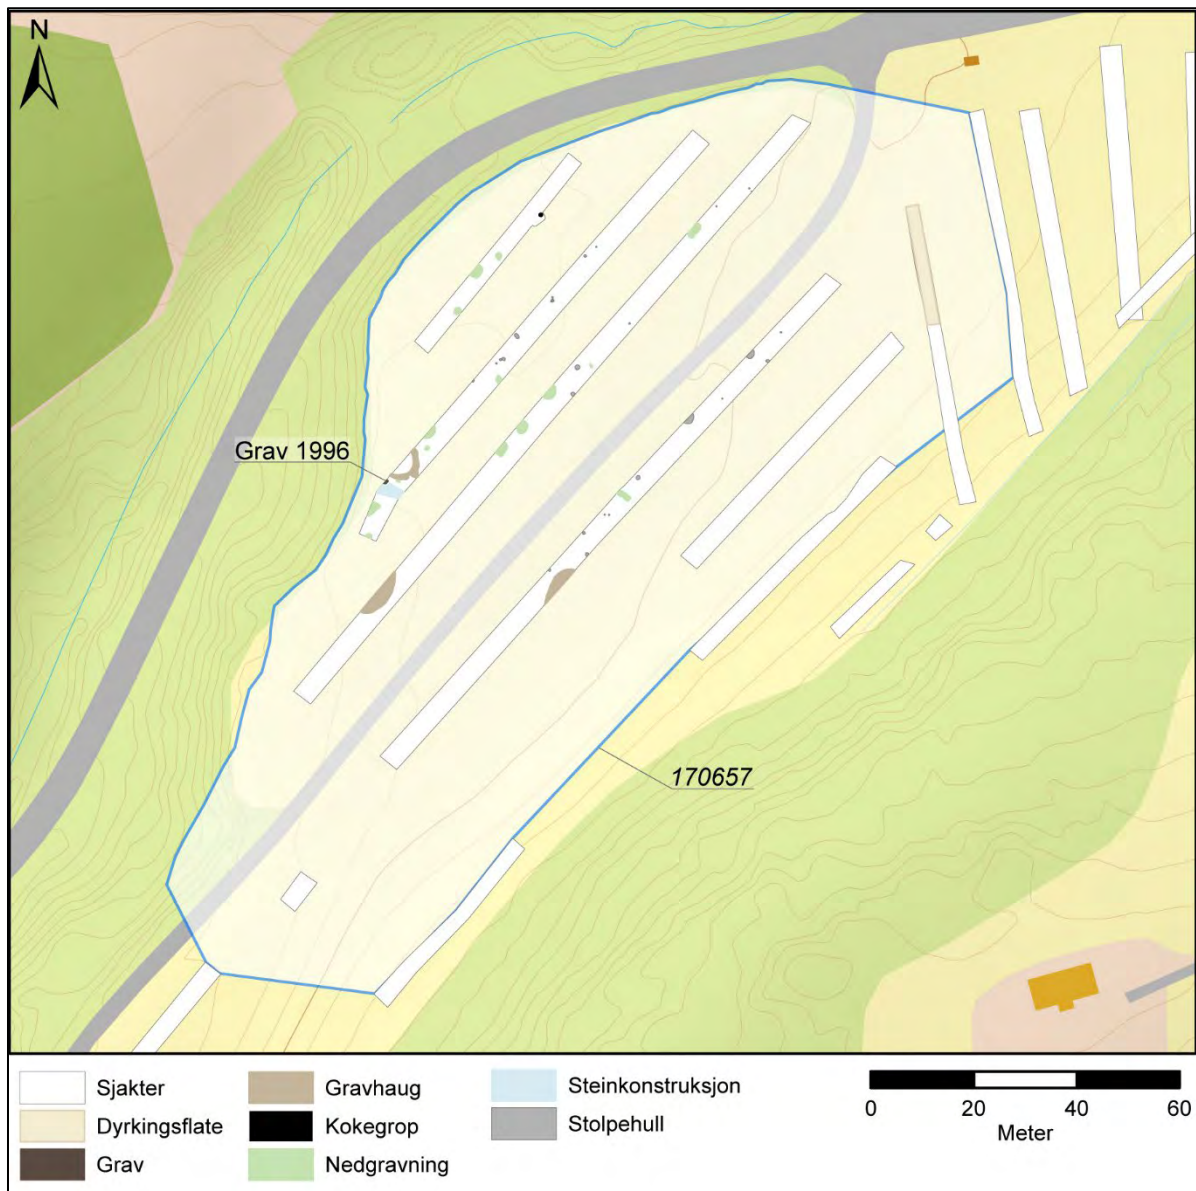 N
Grav 1996
170657
Sjakter
Dyrkingsflate
Grav
Gravhaug
Kokegrop
Nedgravning
Steinkonstruksjon
Stolpehull
0 20 40 60
Meter